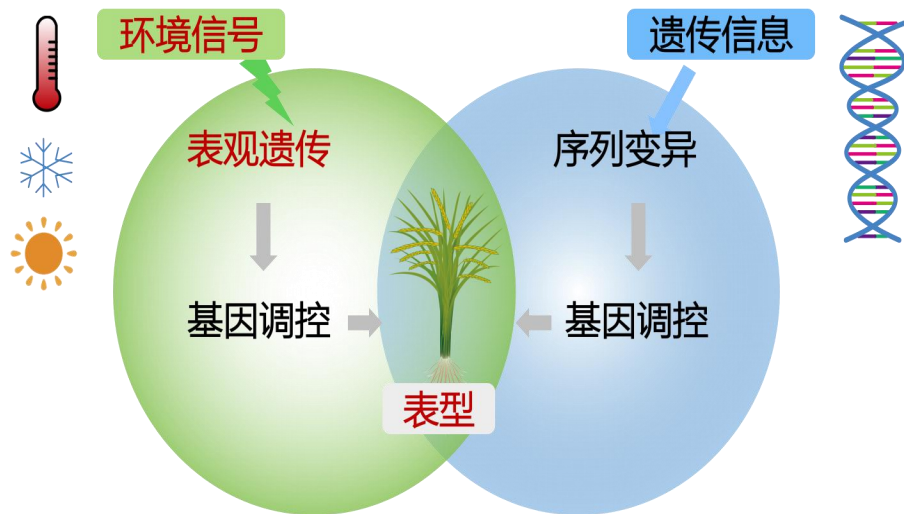 环境信号
遗传信息
表观遗传
序列变异
基因调控
基因调控
表型